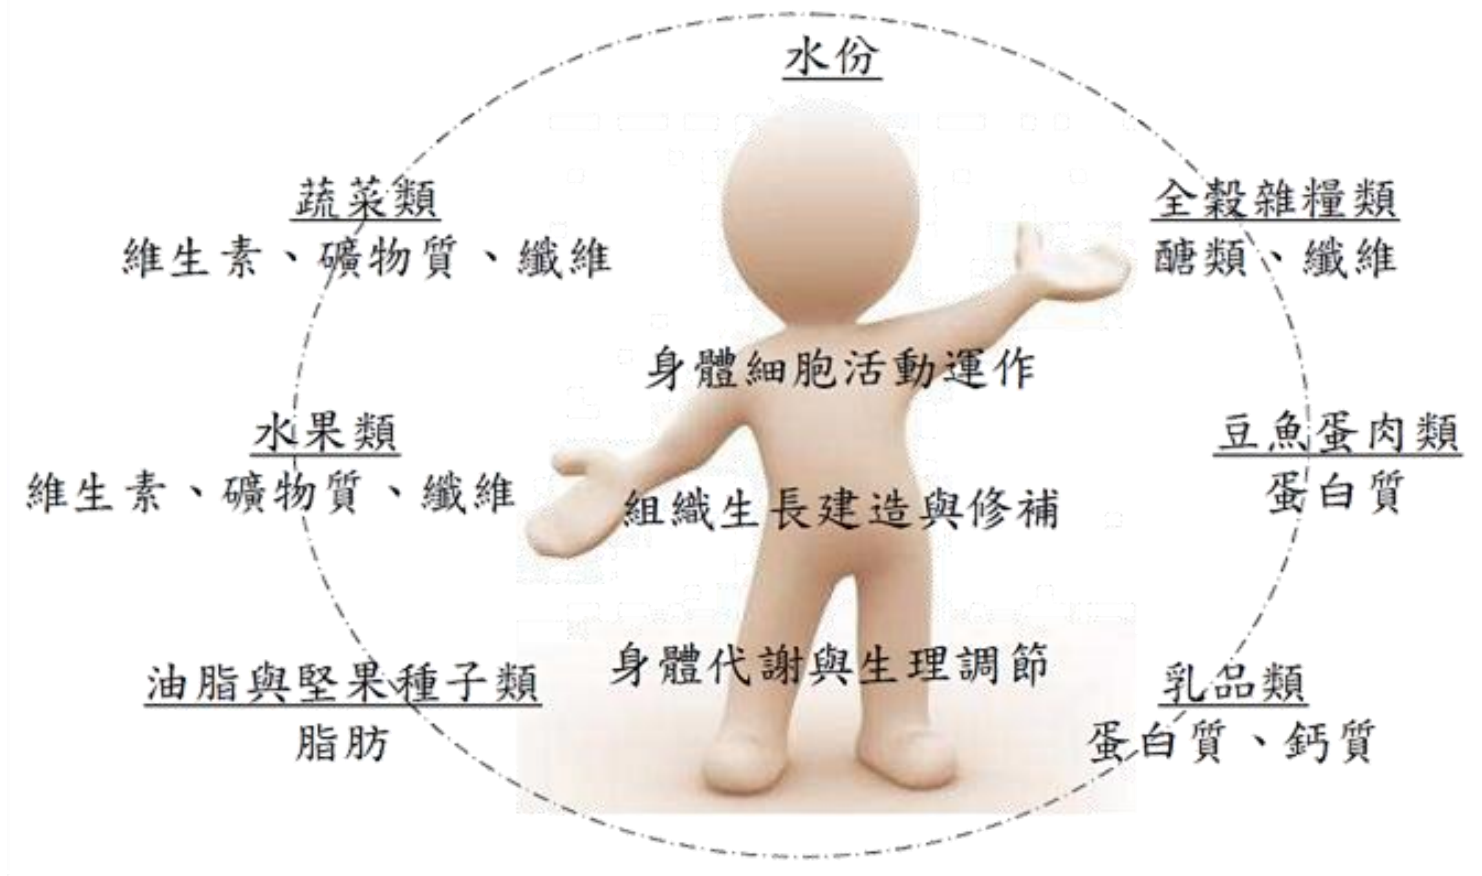 水份
蔬菜類
維生素、礦物質、纖維
全穀雜糧類
醣類、纖維
身體細胞活動運作
水果類
維生素、礦物質、纖維
豆魚蛋肉類
蛋白質
組織生長建造與修補
身體代謝與生理調節
油脂與堅果種子類
脂肪
乳品類
蛋白質、鈣質